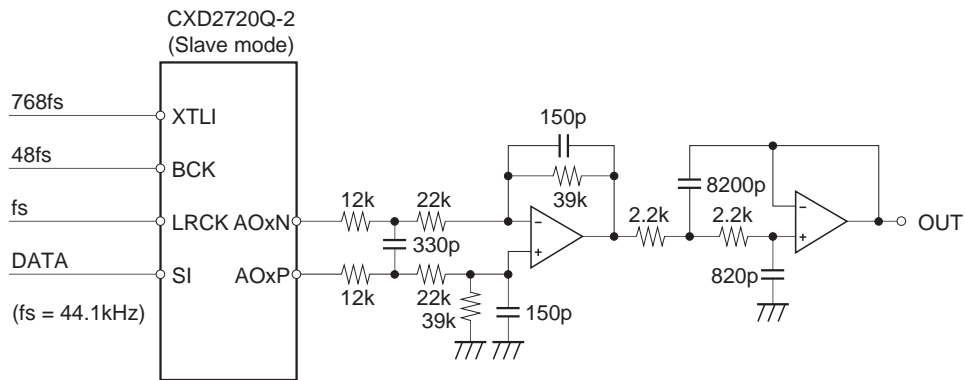 CXD2720Q-2
(Slave mode)
768fs
XTLI
48fs
BCK
fs
LRCK
AOxN
DATA
SI
AOxP
(fs = 44.1kHz)
12k
22k
330p
12k
22k
39k
150p
150p
39k
−
+
2.2k
8200p
2.2k
820p
−
+
OUT